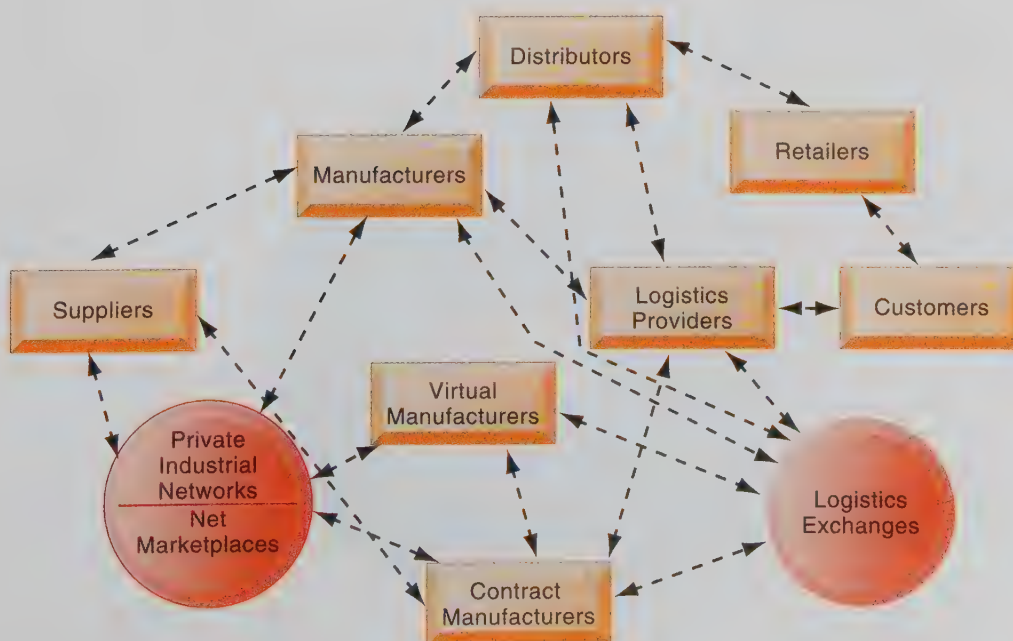 Distributors
Retailers
Manufacturers
Suppliers
Logistics
Providers
Customers
Virtual
Manufacturers
Private
Industrial
Networks
Net
Marketplaces
Logistics
Exchanges
Contract
Manufacturers